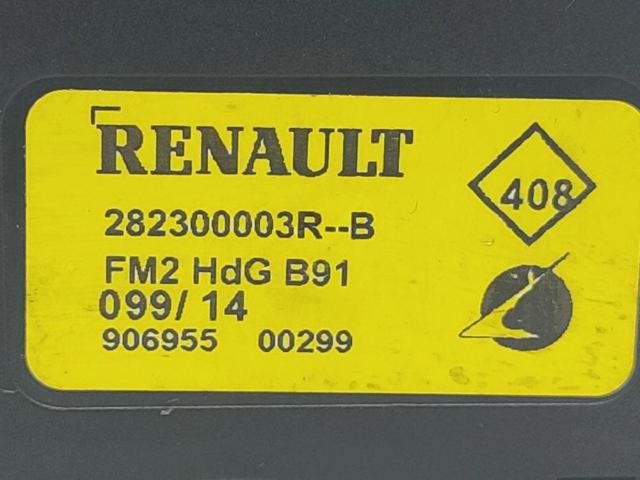 RENAULT
408
282300003R--B
FM2 HdG B91
099/ 14
906955 00299